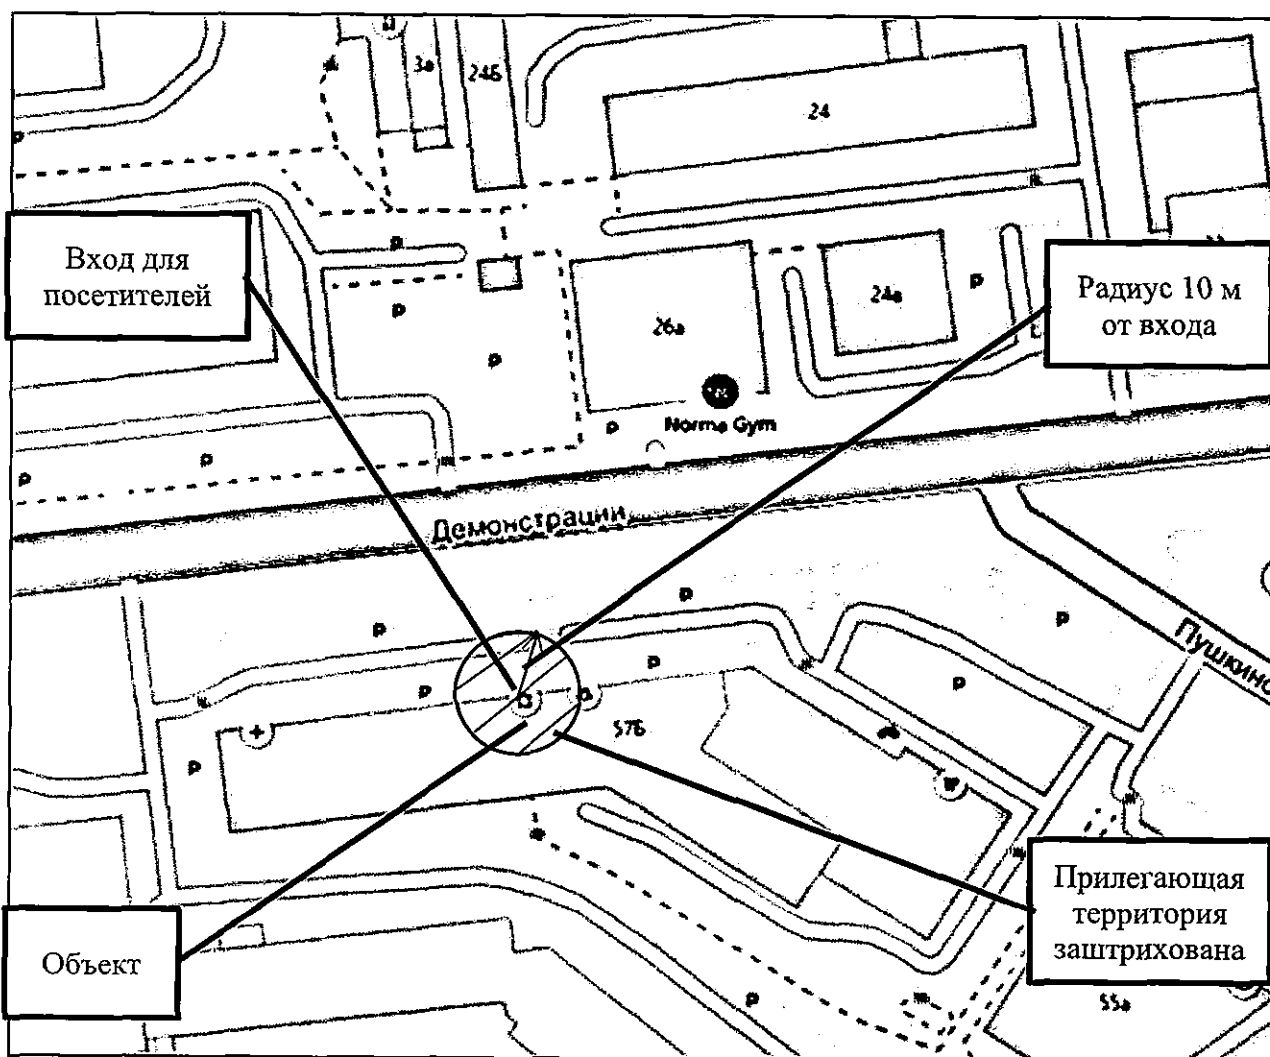 3а
24Б
24
Вход для
посетителей
Радиус 10 м
от входа
P
24а
P
P
26а
P
Norma Gym
P
P
P
Демонстрации
P
P
P
Пушкинс
P
P
P
57Б
P
Прилегающая
территория
заштрихована
Объект
P
55а